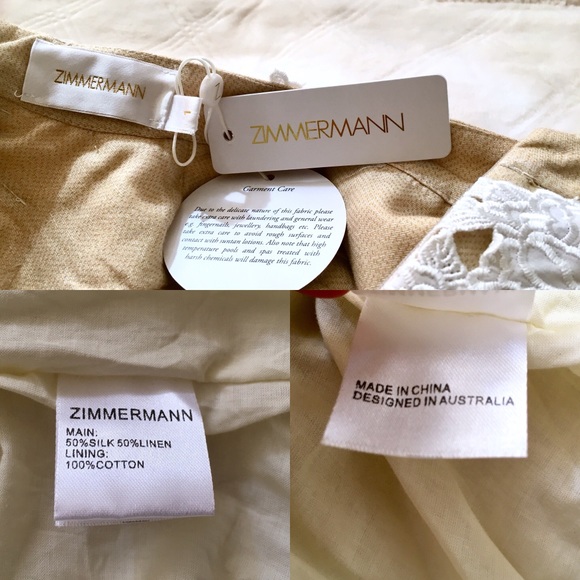 ZIMMERMANN
ZIMMERMANN
Garment Care
Due to the delicate nature of this fabric please
take extra care with laundering and general wear
e.g. fingernails, jewellery, handbags etc. Please
take extra care to avoid rough surfaces and
contact with suntan lotions. Also note that high
temperature pools and spas treated with
harsh chemicals will damage this fabric.
ZIMMERMANN
MAIN:
50%SILK 50%LINEN
LINING:
100%COTTON
MADE IN CHINA
DESIGNED IN AUSTRALIA